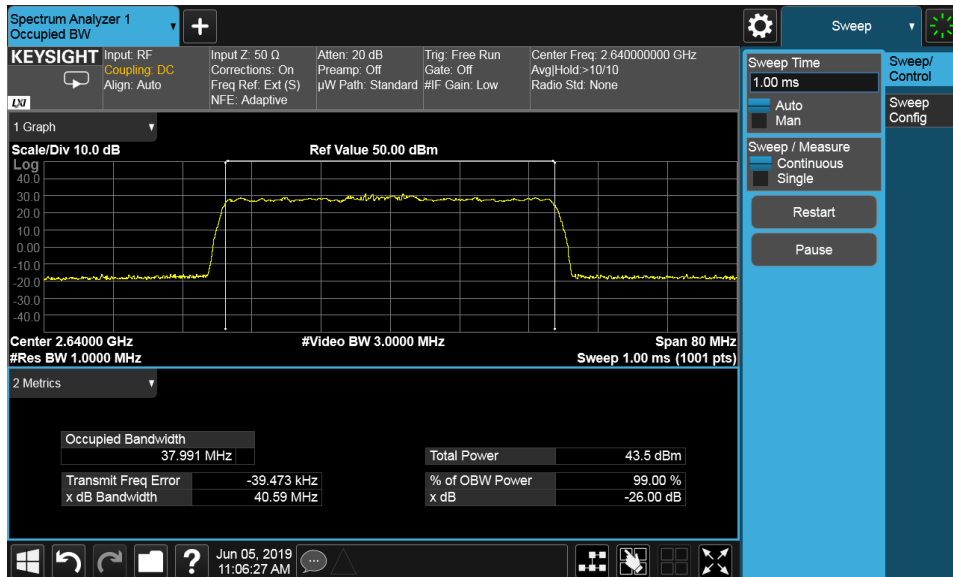 Spectrum Analyzer 1
Occupied BW
+
Sweep
KEYSIGHT
LXI
Input: RF
Coupling: DC
Align: Auto
Input Z: 50 Ω
Corrections: On
Freq Ref: Ext (S)
NFE: Adaptive
Atten: 20 dB
Preamp: Off
µW Path: Standard
Trig: Free Run
Gate: Off
#IF Gain: Low
Center Freq: 2.640000000 GHz
Avg|Hold:>10/10
Radio Std: None
1 Graph
Scale/Div 10.0 dB
Ref Value 50.00 dBm
Log
40.0
30.0
20.0
10.0
0.00
-10.0
-20.0
-30.0
-40.0
Center 2.64000 GHz
#Video BW 3.0000 MHz
Span 80 MHz
#Res BW 1.0000 MHz
Sweep 1.00 ms (1001 pts)
2 Metrics
Occupied Bandwidth
37.991 MHz
Total Power 43.5 dBm
Transmit Freq Error -39.473 kHz
% of OBW Power 99.00 %
x dB Bandwidth 40.59 MHz
x dB -26.00 dB
Sweep Time
1.00 ms
Auto
Man
Sweep / Measure
Continuous
Single
Restart
Pause
Sweep/
Control
Sweep
Config
?
Jun 05, 2019
11:06:27 AM